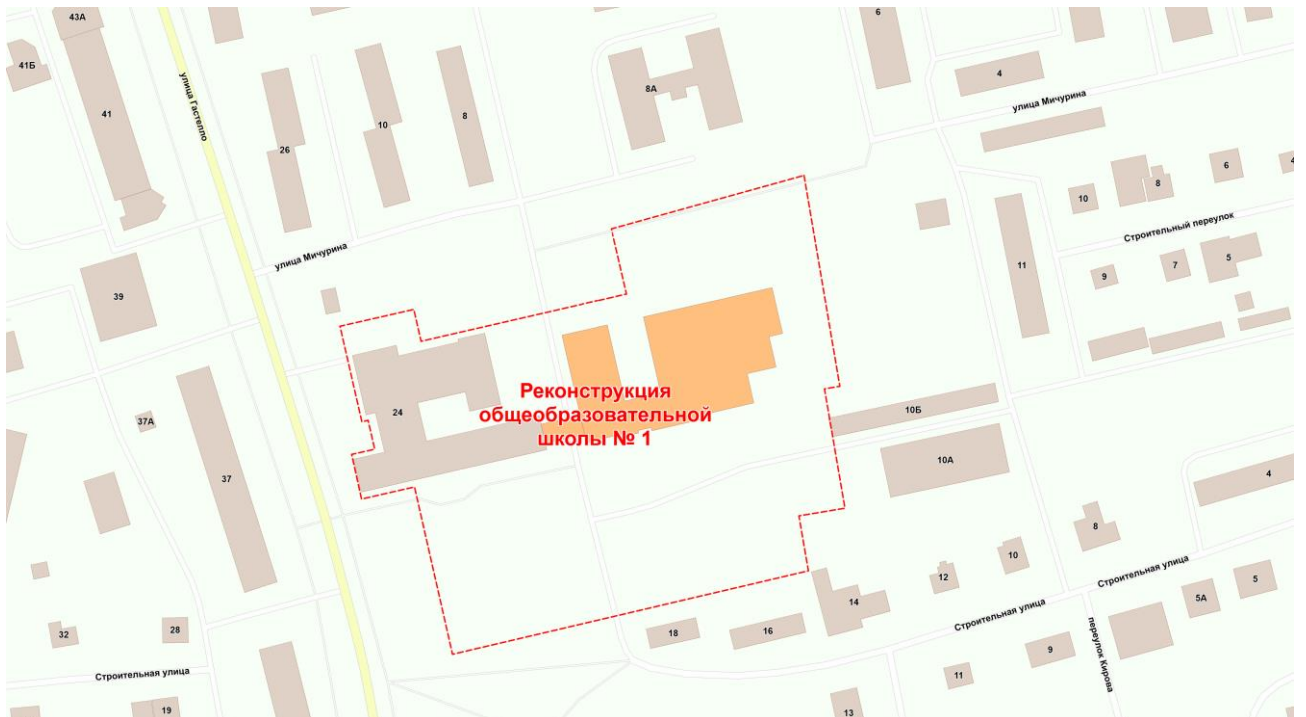 43А
6
41Б
41
улица Гастелло
26
10
8
8А
4
улица Мичурина
10
8
6
4
Строительный переулок
улица Мичурина
39
11
9
7
5
Реконструкция
общеобразовательной
школы № 1
24
37А
37
10Б
10А
4
8
10
12
Строительная улица
14
Строительная улица
5А
5
32
28
18
16
9
переулок Кирова
11
Строительная улица
19
13